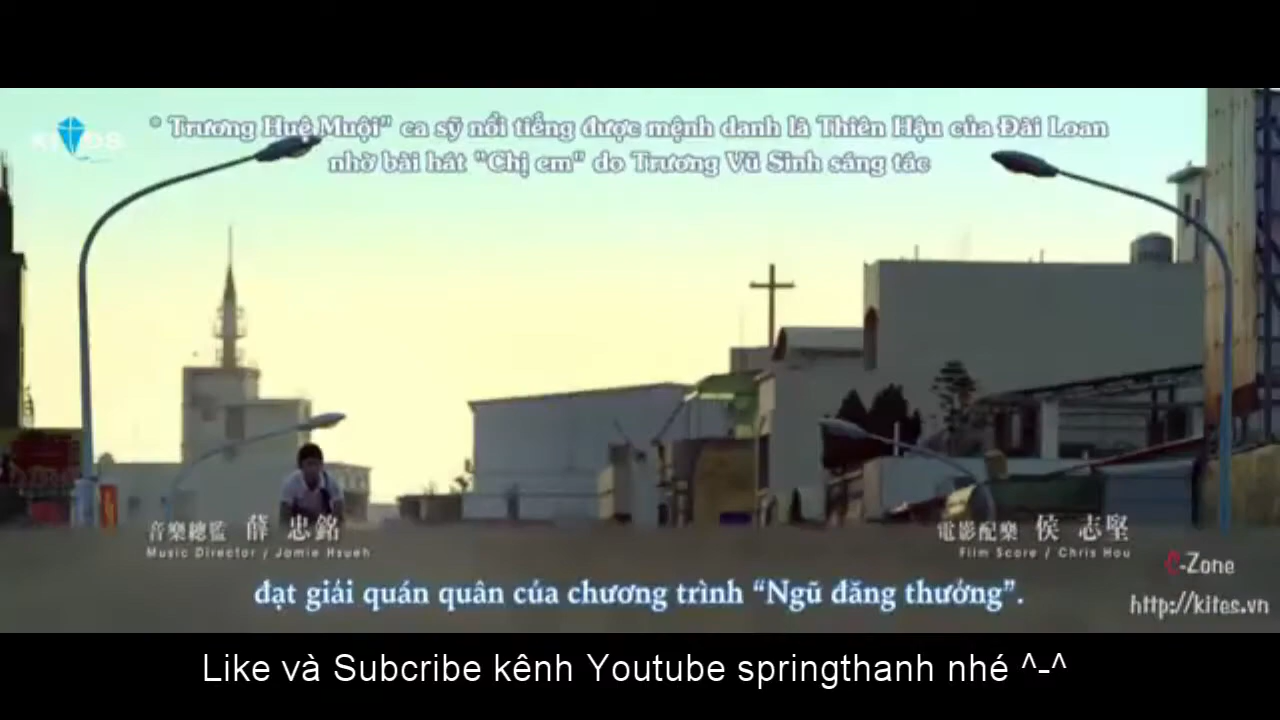 KITES
* Trương Huệ Muội" ca sỹ nổi tiếng được mệnh danh là Thiên Hậu của Đài Loan
nhờ bài hát "Chị em" do Trương Vũ Sinh sáng tác
音樂總監 薛 忠銘
Music Director / Jamie Hsueh
電影配樂 侯 志堅
Film Score / Chris Hou
C-Zone
http://kites.vn
đạt giải quán quân của chương trình “Ngũ đăng thưởng”.
Like và Subcribe kênh Youtube springthanh nhé ^-^